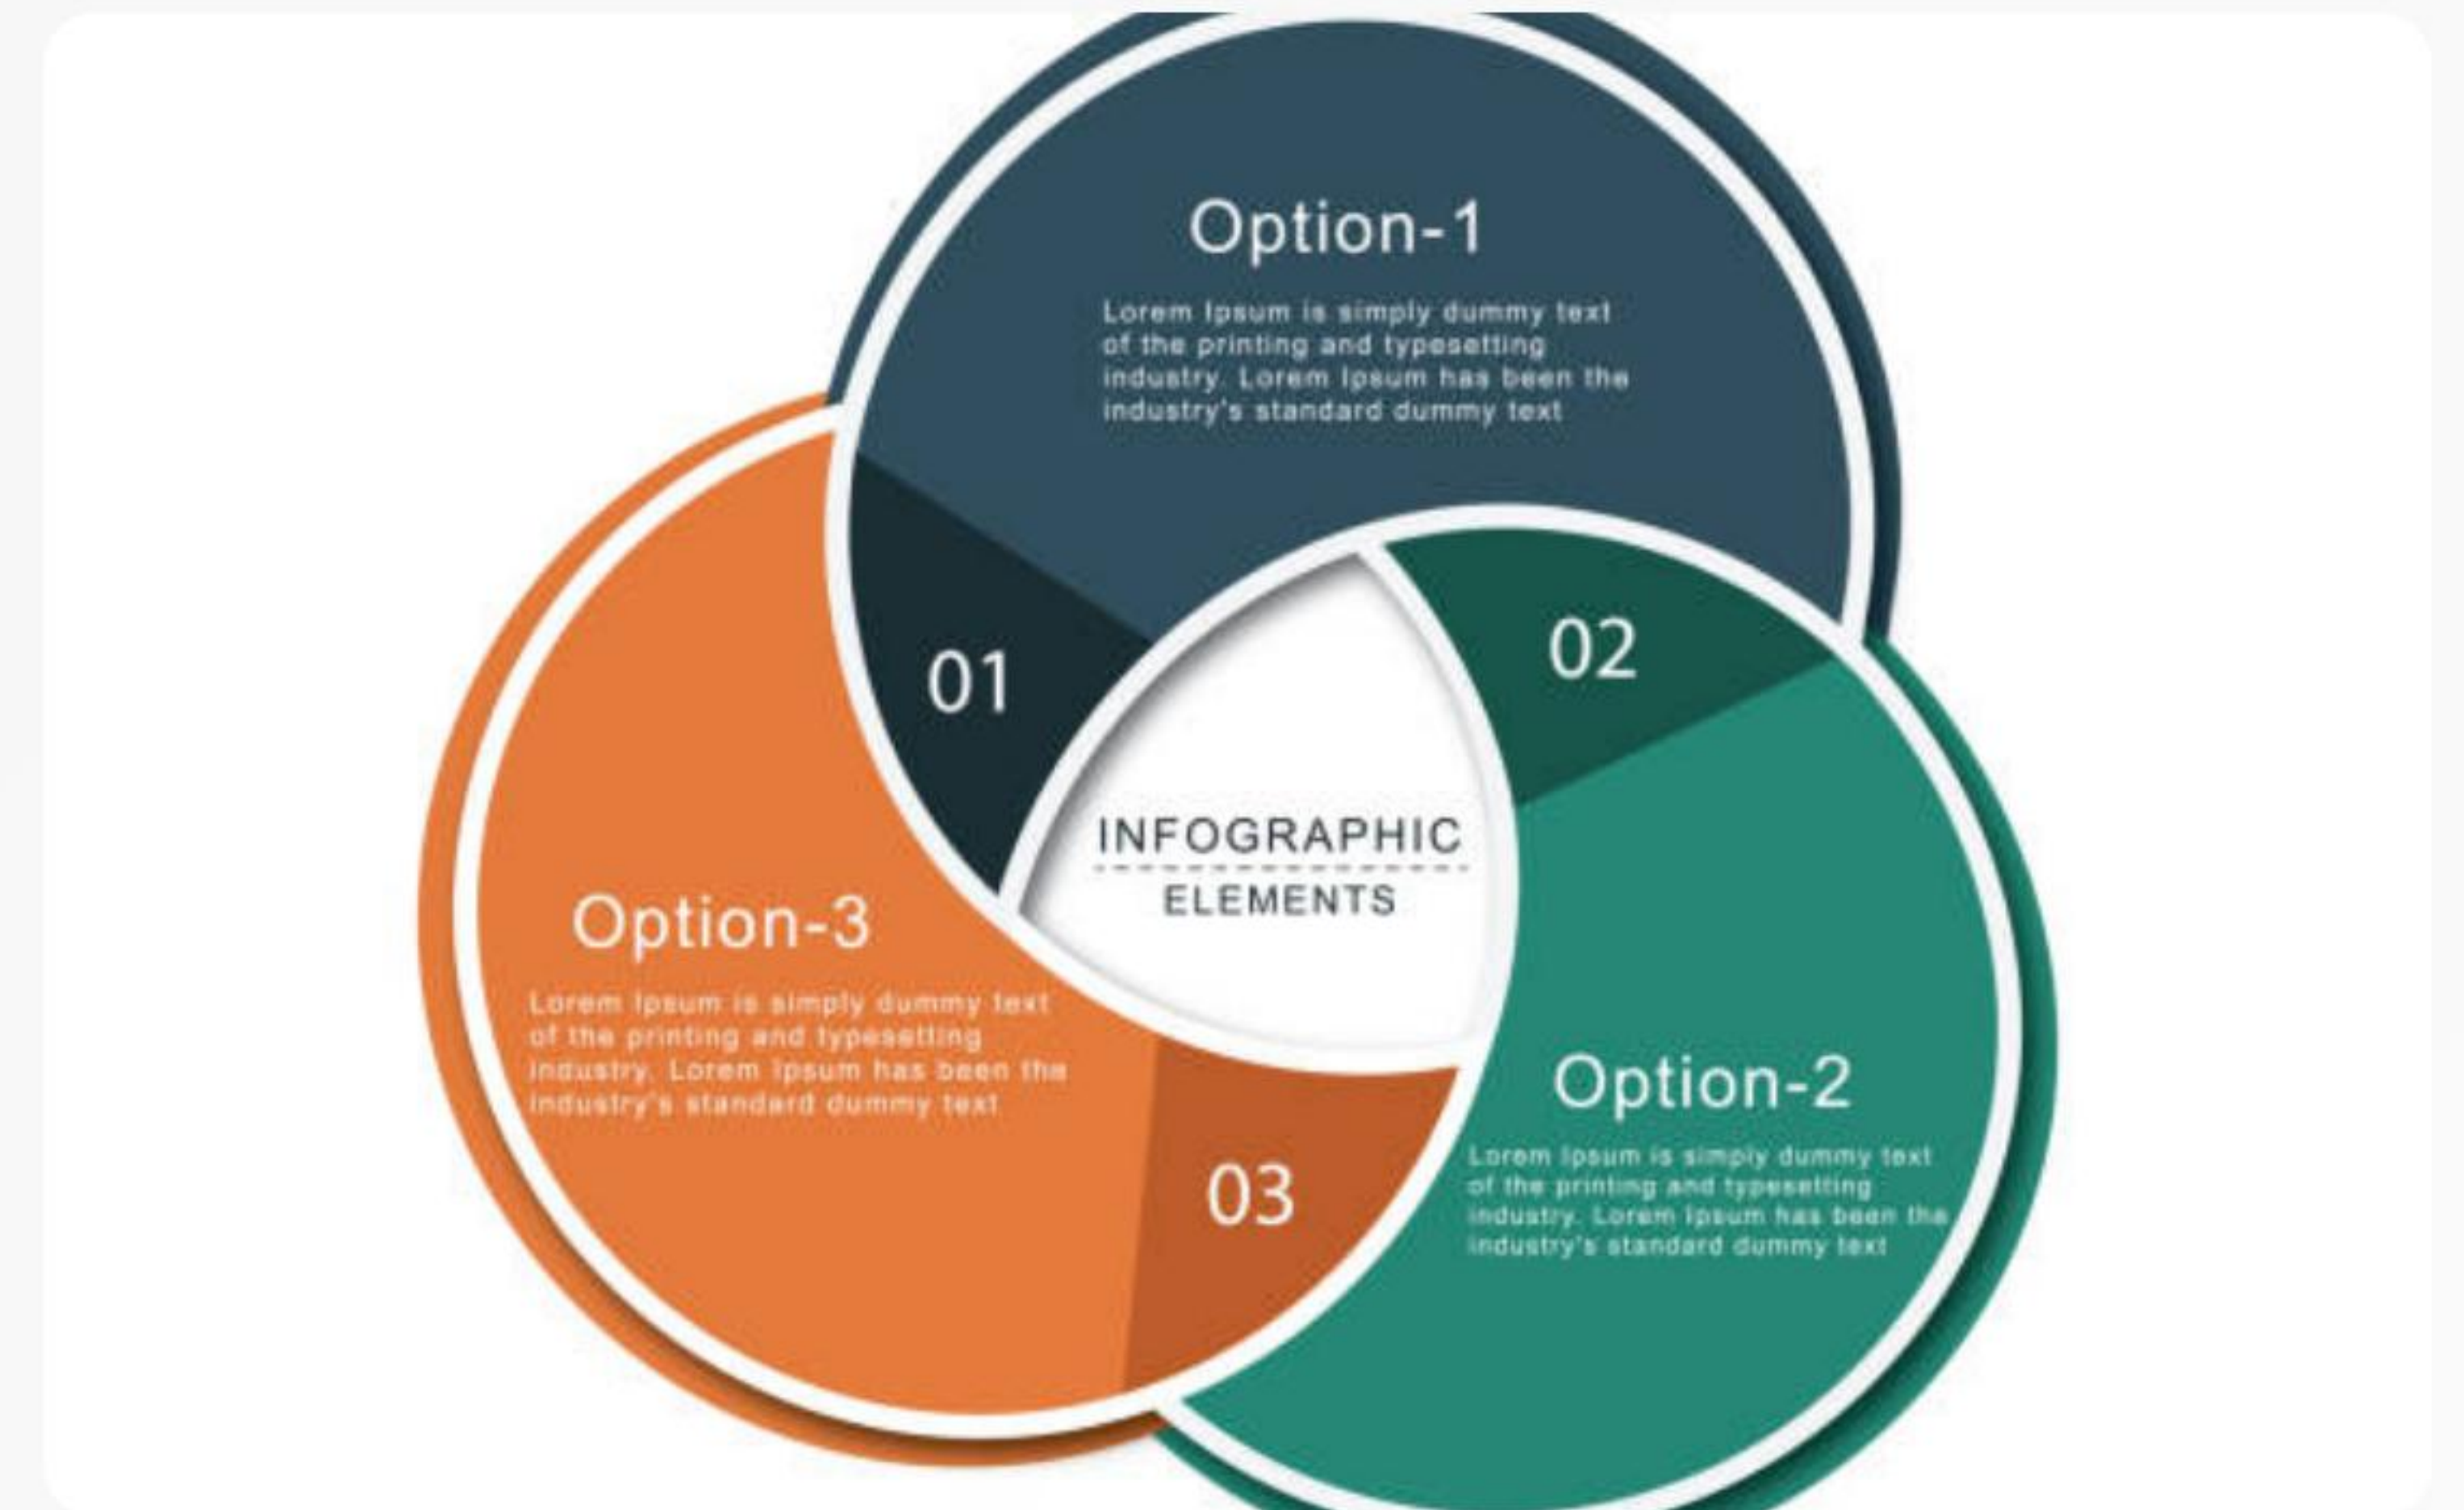 Option-1
Lorem Ipsum is simply dummy text
of the printing and typesetting
industry. Lorem Ipsum has been the
industry's standard dummy text
01
02
INFOGRAPHIC
ELEMENTS
Option-3
Lorem Ipsum is simply dummy text
of the printing and typesetting
industry. Lorem Ipsum has been the
industry's standard dummy text
03
Option-2
Lorem Ipsum is simply dummy text
of the printing and typesetting
industry. Lorem Ipsum has been the
industry's standard dummy text